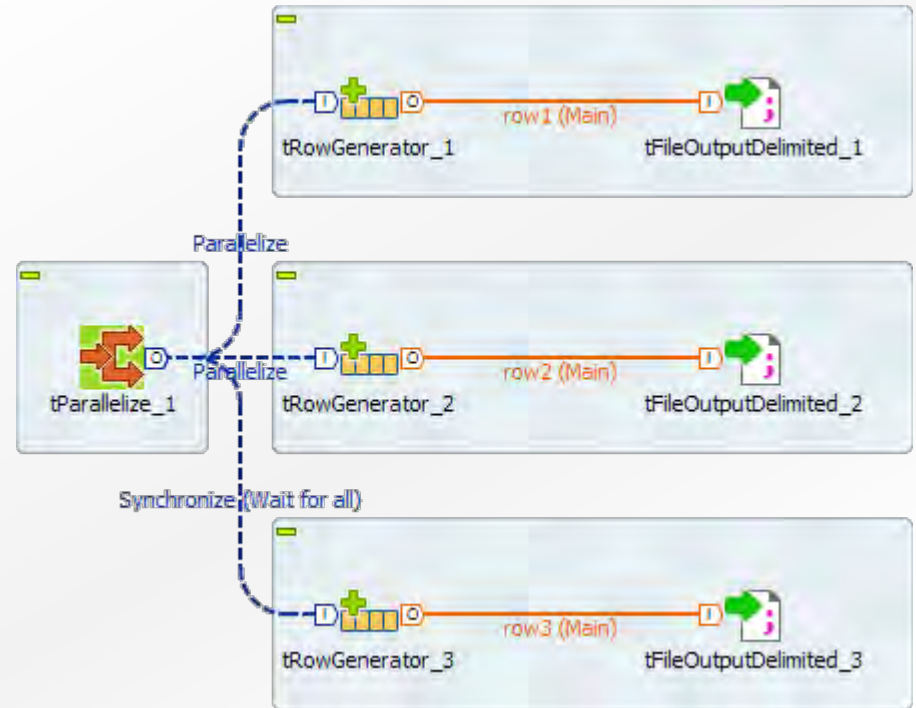 row1 (Main)
tRowGenerator_1
tFileOutputDelimited_1
Parallelize
tParallelize_1
Parallelize
row2 (Main)
tRowGenerator_2
tFileOutputDelimited_2
Synchronize (Wait for all)
row3 (Main)
tRowGenerator_3
tFileOutputDelimited_3